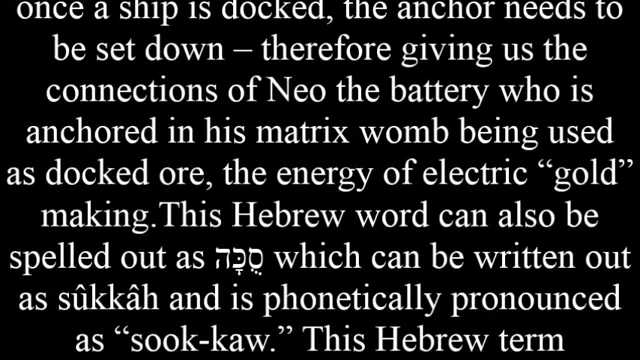 once a ship is docked, the anchor needs to
be set down – therefore giving us the
connections of Neo the battery who is
anchored in his matrix womb being used
as docked ore, the energy of electric “gold”
making.This Hebrew word can also be
spelled out as סֻכָּה which can be written out
as sûkkâh and is phonetically pronounced
as “sook-kaw.” This Hebrew term